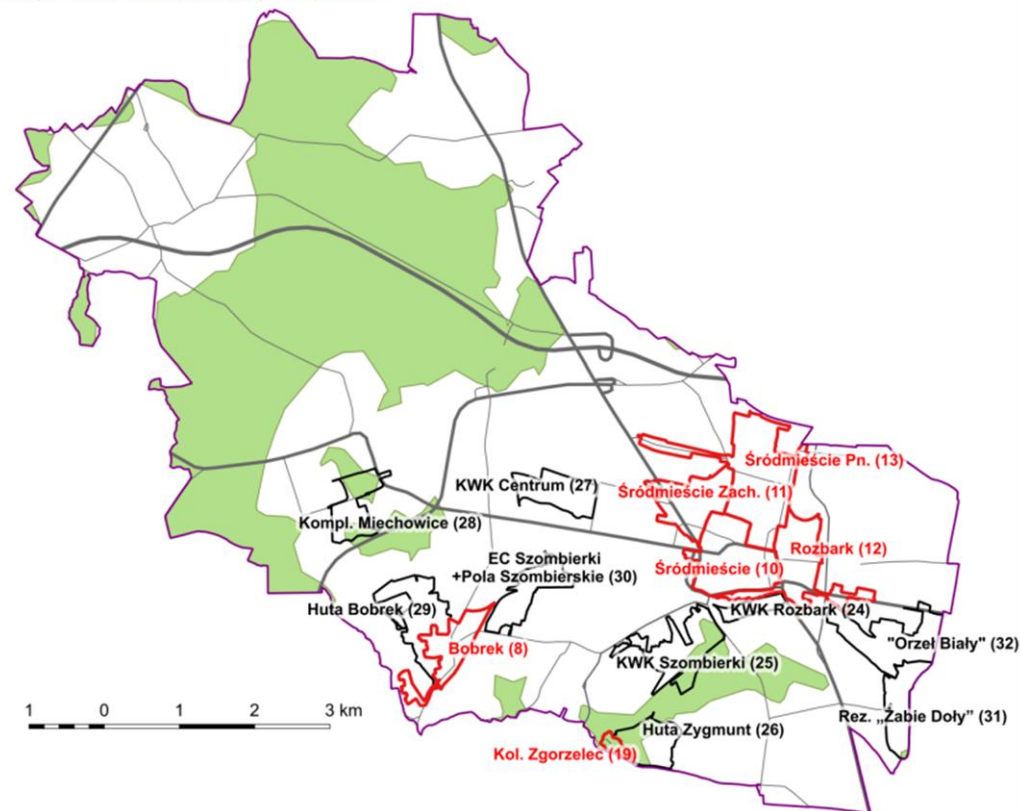 Śródmieście Pn. (13)
KWK Centrum (27)
Śródmieście Zach. (11)
Kompl. Miechowice (28)
Rozbark (12)
EC Szombierki
+Pola Szombierskie (30)
Śródmieście (10)
Huta Bobrek (29)
KWK Rozbark (24)
Bobrek (8)
"Orzeł Biały" (32)
KWK Szombierki (25)
1 0 1 2 3 km
Rez. „Żabie Doły” (31)
Huta Zygmunt (26)
Kol. Zgorzelec (19)